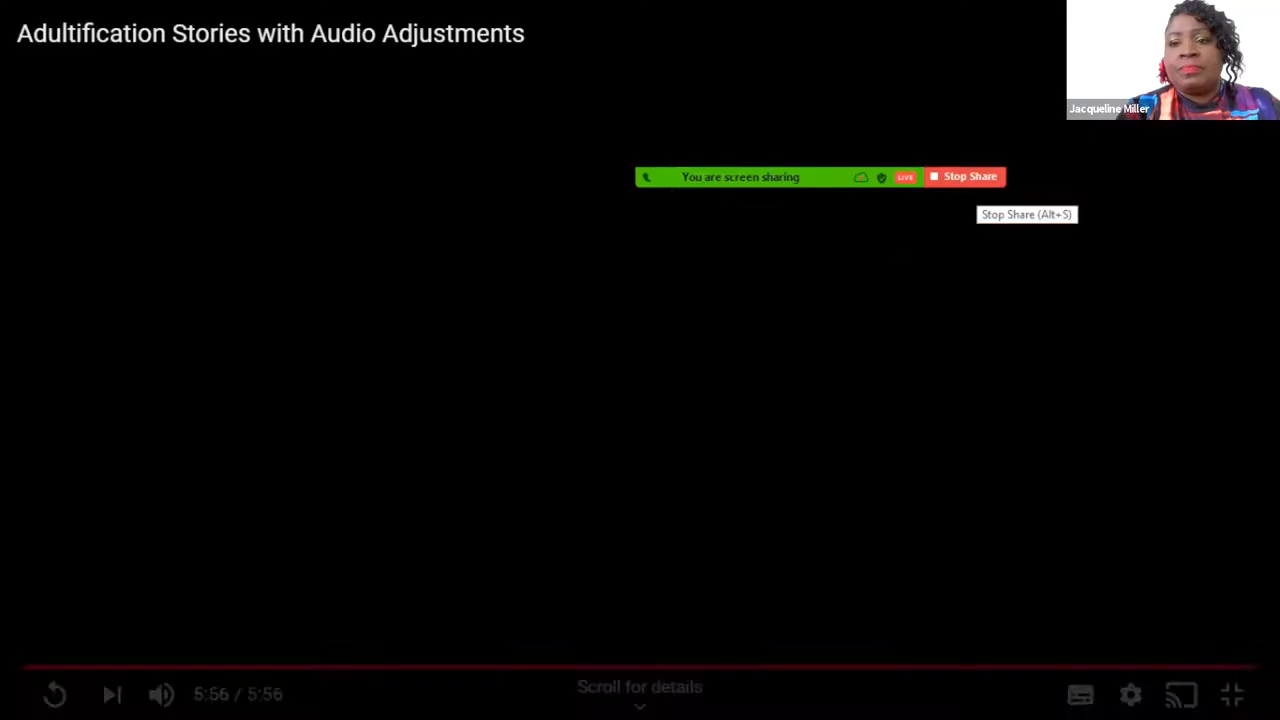 Adultification Stories with Audio Adjustments
Jacqueline Miller
You are screen sharing LIVE Stop Share
Stop Share (Alt+S)
5:56 / 5:56
Scroll for details